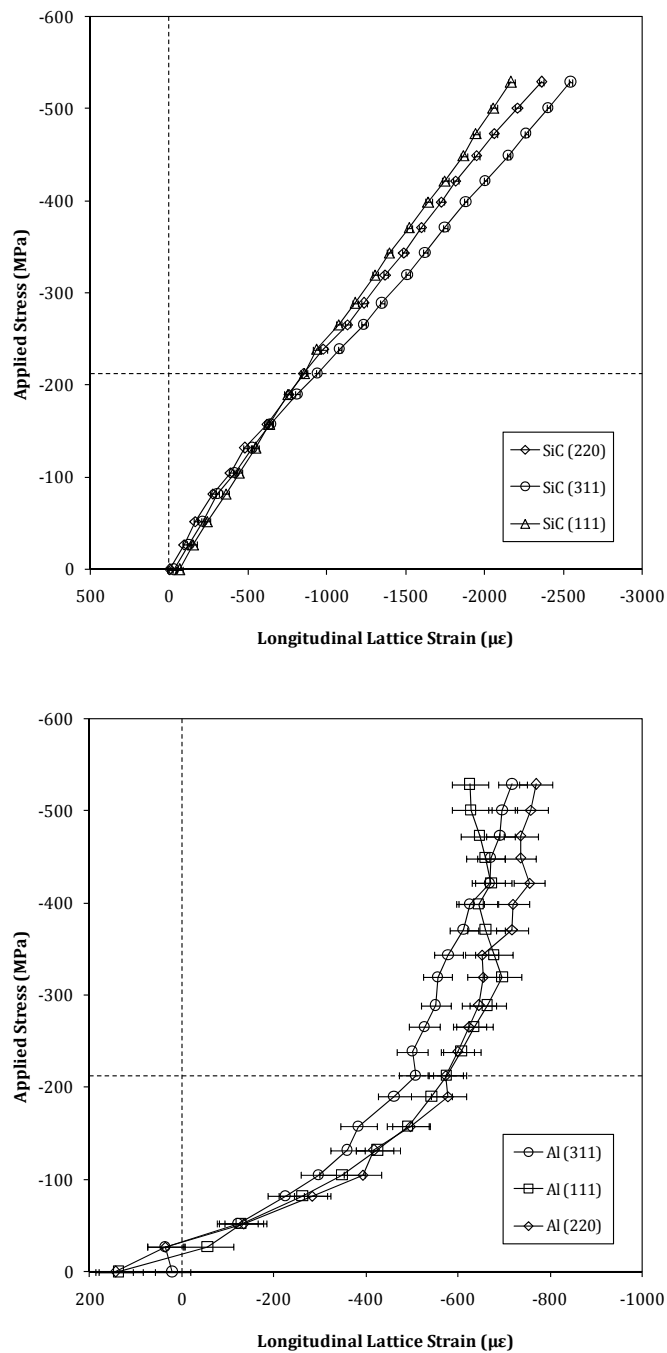 -600
-500
-400
-300
-200
-100
0
Applied Stress (MPa)
SiC (220)
SiC (311)
SiC (111)
500 0 -500 -1000 -1500 -2000 -2500 -3000
Longitudinal Lattice Strain (με)
-600
-500
-400
-300
-200
-100
0
Applied Stress (MPa)
Al (311)
Al (111)
Al (220)
200 0 -200 -400 -600 -800 -1000
Longitudinal Lattice Strain (με)